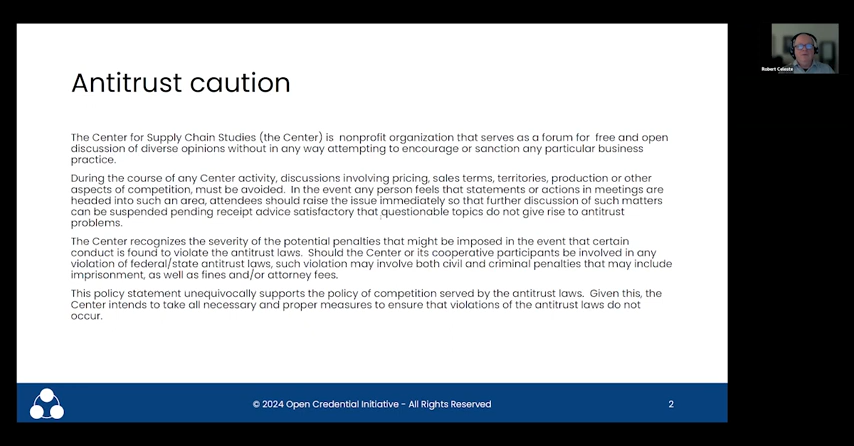 Antitrust caution
The Center for Supply Chain Studies (the Center) is nonprofit organization that serves as a forum for free and open
discussion of diverse opinions without in any way attempting to encourage or sanction any particular business
practice.
During the course of any Center activity, discussions involving pricing, sales terms, territories, production or other
aspects of competition, must be avoided. In the event any person feels that statements or actions in meetings are
headed into such an area, attendees should raise the issue immediately so that further discussion of such matters
can be suspended pending receipt advice satisfactory that questionable topics do not give rise to antitrust
problems.
The Center recognizes the severity of the potential penalties that might be imposed in the event that certain
conduct is found to violate the antitrust laws. Should the Center or its cooperative participants be involved in any
violation of federal/state antitrust laws, such violation may involve both civil and criminal penalties that may include
imprisonment, as well as fines and/or attorney fees.
This policy statement unequivocally supports the policy of competition served by the antitrust laws. Given this, the
Center intends to take all necessary and proper measures to ensure that violations of the antitrust laws do not
occur.
© 2024 Open Credential Initiative - All Rights Reserved
2
Robert Celeste